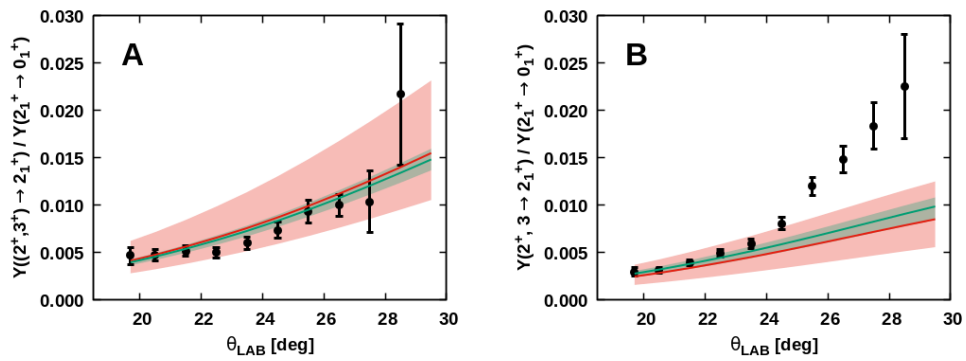 A
Y((2⁺,3⁺) → 2₁⁺) / Y(2₁⁺ → 0₁⁺)
0.030
0.025
0.020
0.015
0.010
0.005
0.000
20 22 24 26 28 30
θLAB [deg]
B
Y(2⁺, 3 → 2₁⁺) / Y(2₁⁺ → 0₁⁺)
0.030
0.025
0.020
0.015
0.010
0.005
0.000
20 22 24 26 28 30
θLAB [deg]